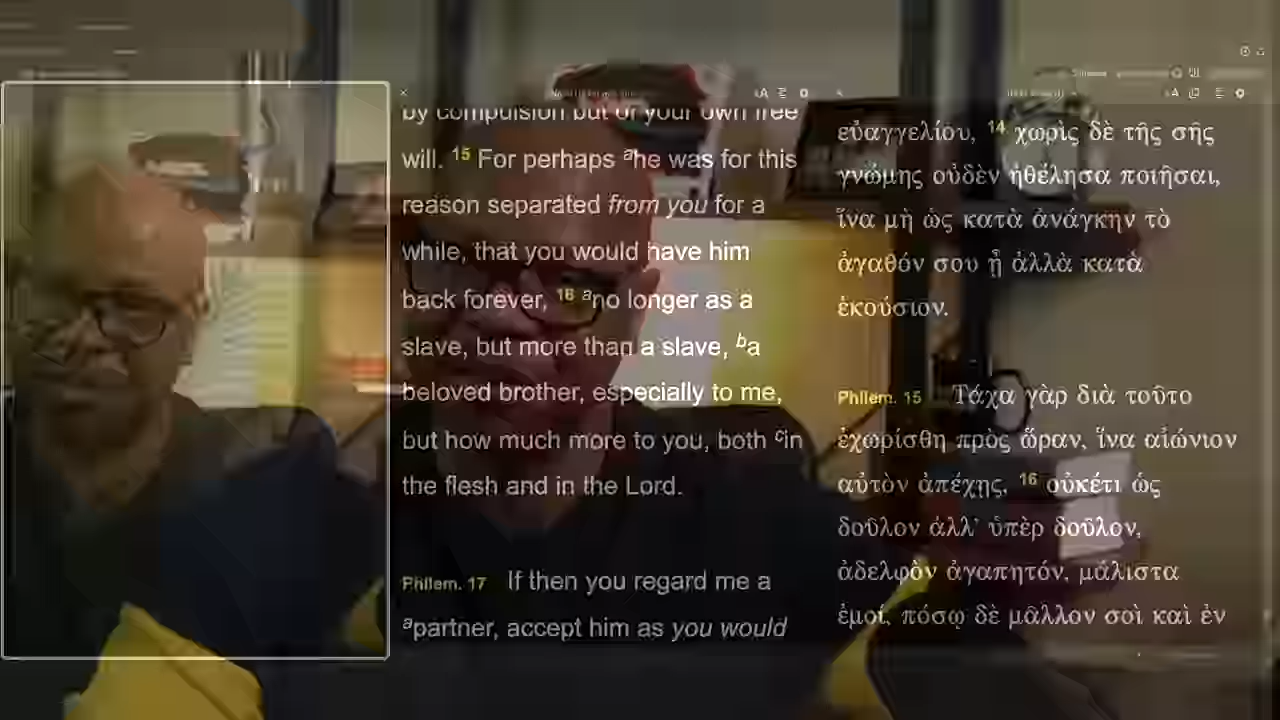 by compulsion but of your own free
will. 15 For perhaps ᵃhe was for this
reason separated from you for a
while, that you would have him
back forever, 16 ᵃno longer as a
slave, but more than a slave, ᵇa
beloved brother, especially to me,
but how much more to you, both ᶜin
the flesh and in the Lord.
Philem. 17 If then you regard me a
ᵃpartner, accept him as you would
εὐαγγελίου, 14 χωρὶς δὲ τῆς σῆς
γνώμης οὐδὲν ἠθέλησα ποιῆσαι,
ἵνα μὴ ὡς κατὰ ἀνάγκην τὸ
ἀγαθόν σου ᾖ ἀλλὰ κατὰ
ἑκούσιον.
Philem. 15 Τάχα γὰρ διὰ τοῦτο
ἐχωρίσθη πρὸς ὥραν, ἵνα αἰώνιον
αὐτὸν ἀπέχῃς, 16 οὐκέτι ὡς
δοῦλον ἀλλ’ ὑπὲρ δοῦλον,
ἀδελφὸν ἀγαπητόν, μάλιστα
ἐμοί, πόσῳ δὲ μᾶλλον σοὶ καὶ ἐν